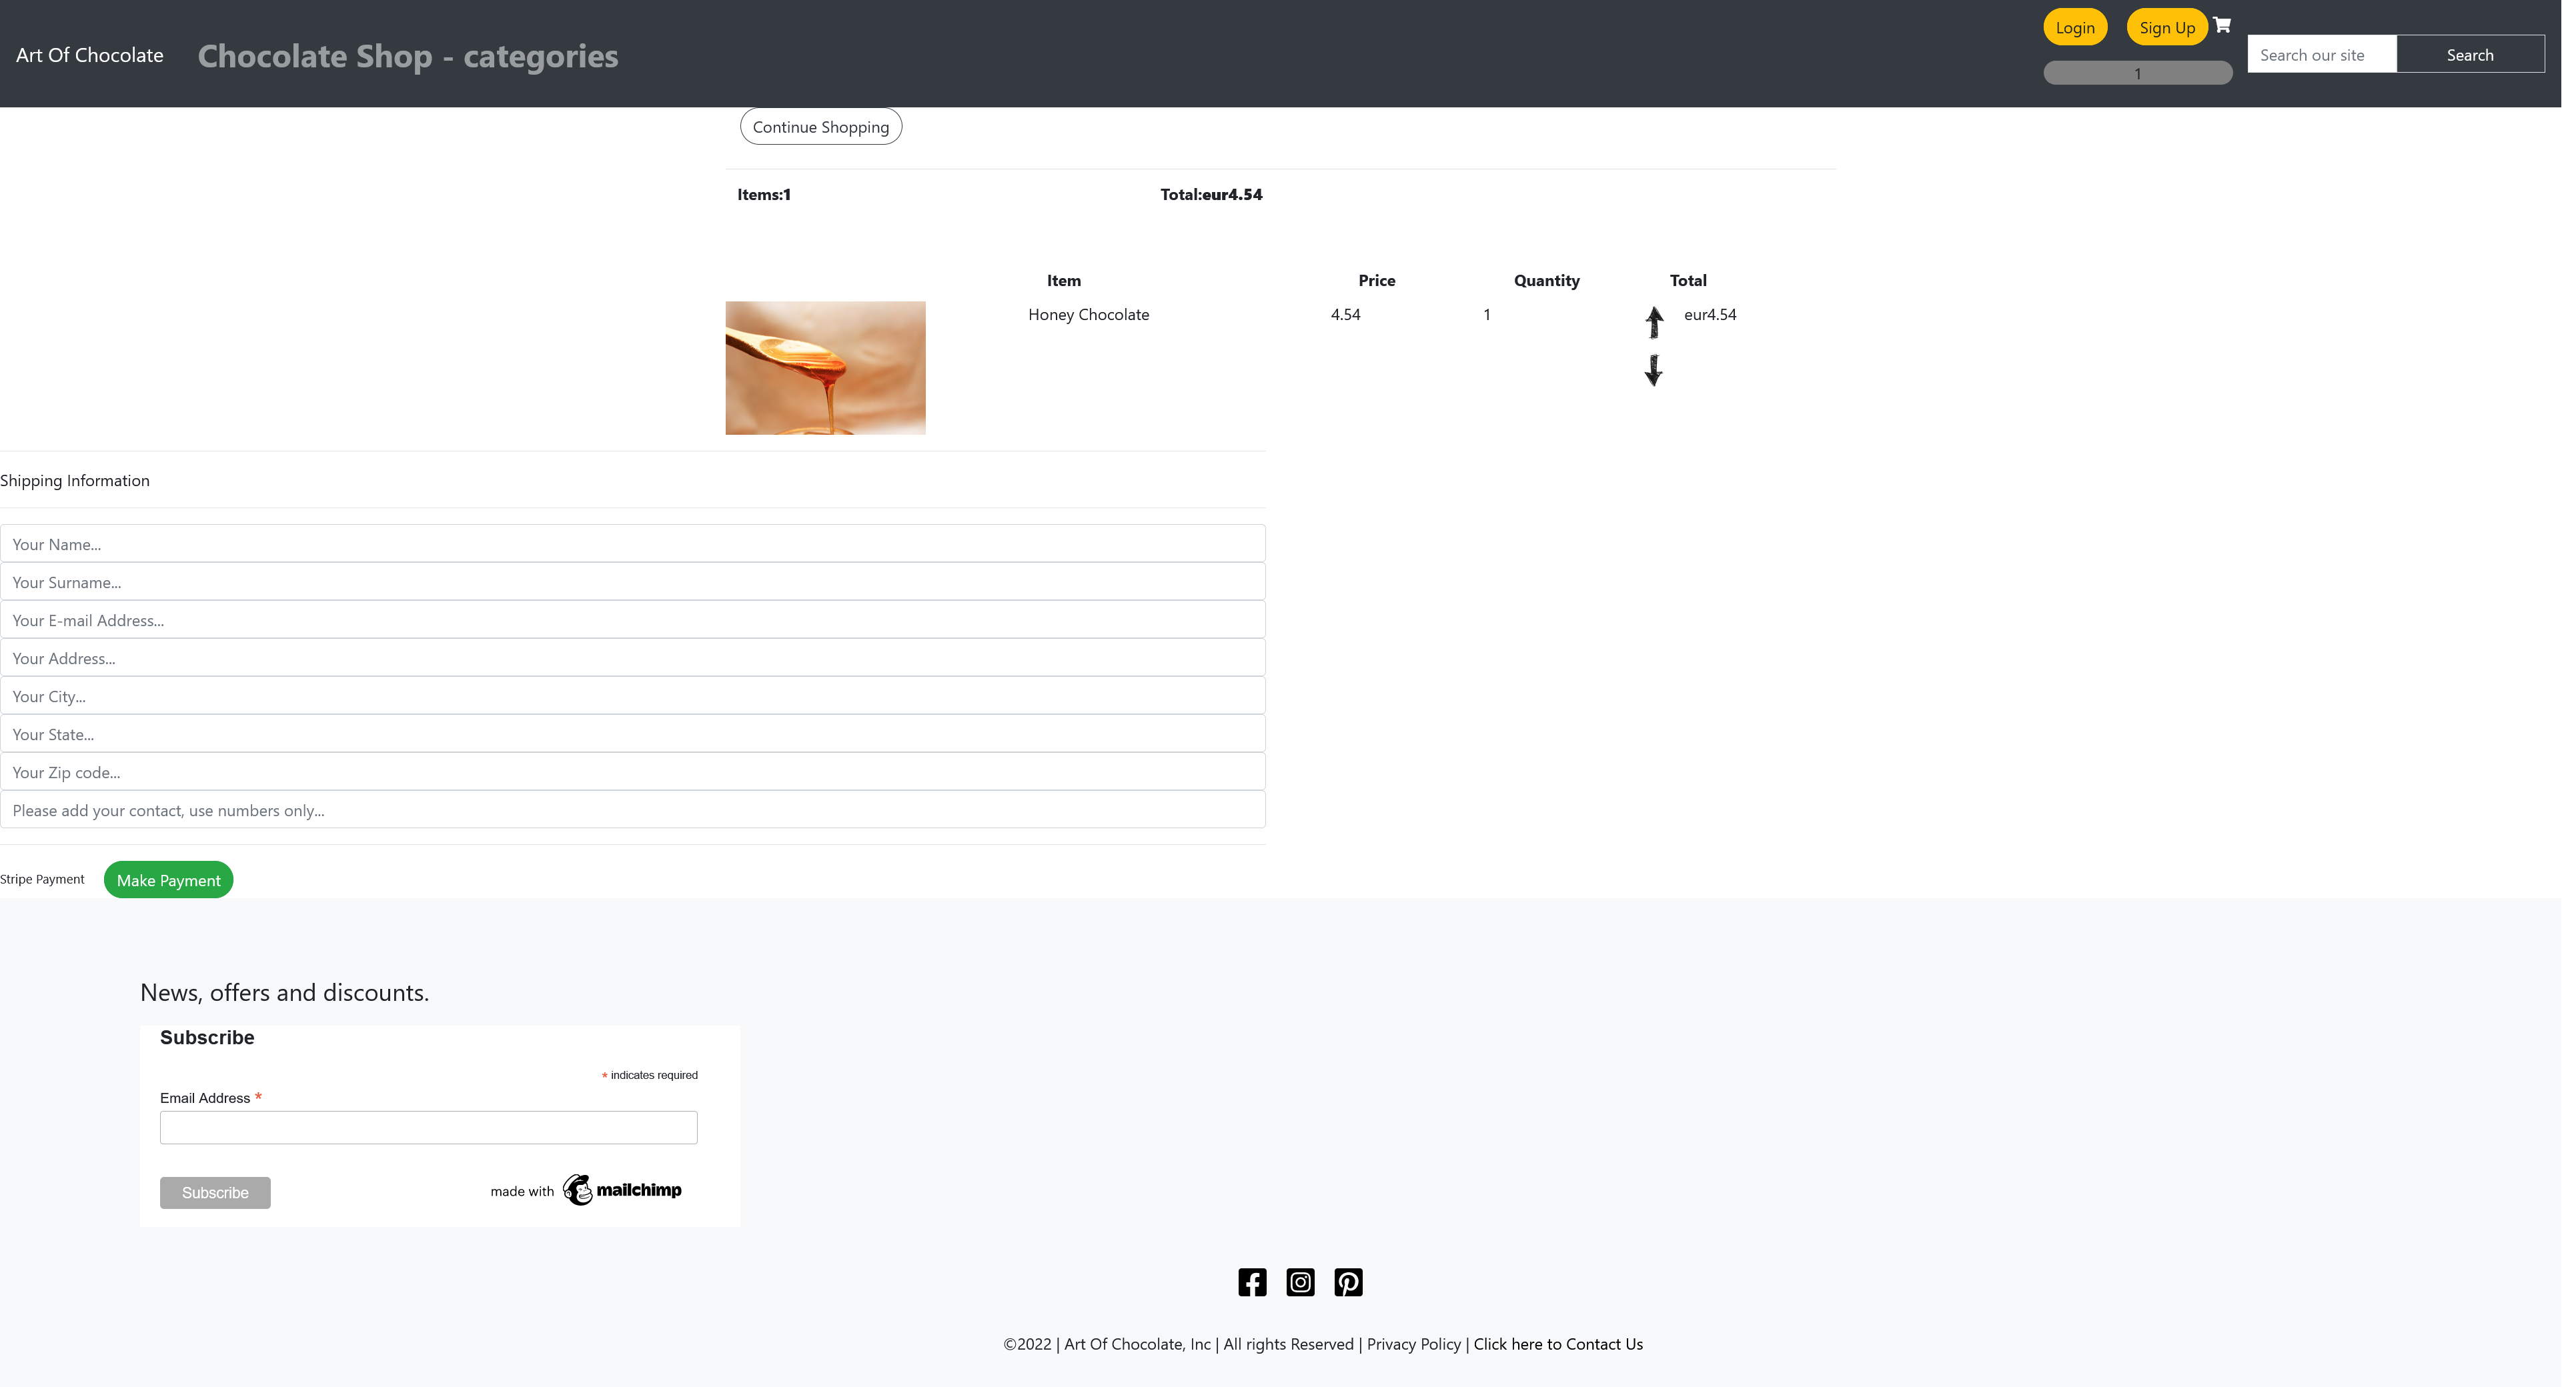 Art Of Chocolate
Chocolate Shop - categories
Login
Sign Up
1
Search our site
Search
Continue Shopping
Items:1
Total:eur4.54
Item
Price
Quantity
Total
Honey Chocolate
4.54
1
eur4.54
Shipping Information
Your Name...
Your Surname...
Your E-mail Address...
Your Address...
Your City...
Your State...
Your Zip code...
Please add your contact, use numbers only...
Stripe Payment
Make Payment
News, offers and discounts.
Subscribe
* indicates required
Email Address *
Subscribe
made with mailchimp
©2022 | Art Of Chocolate, Inc | All rights Reserved | Privacy Policy | Click here to Contact Us